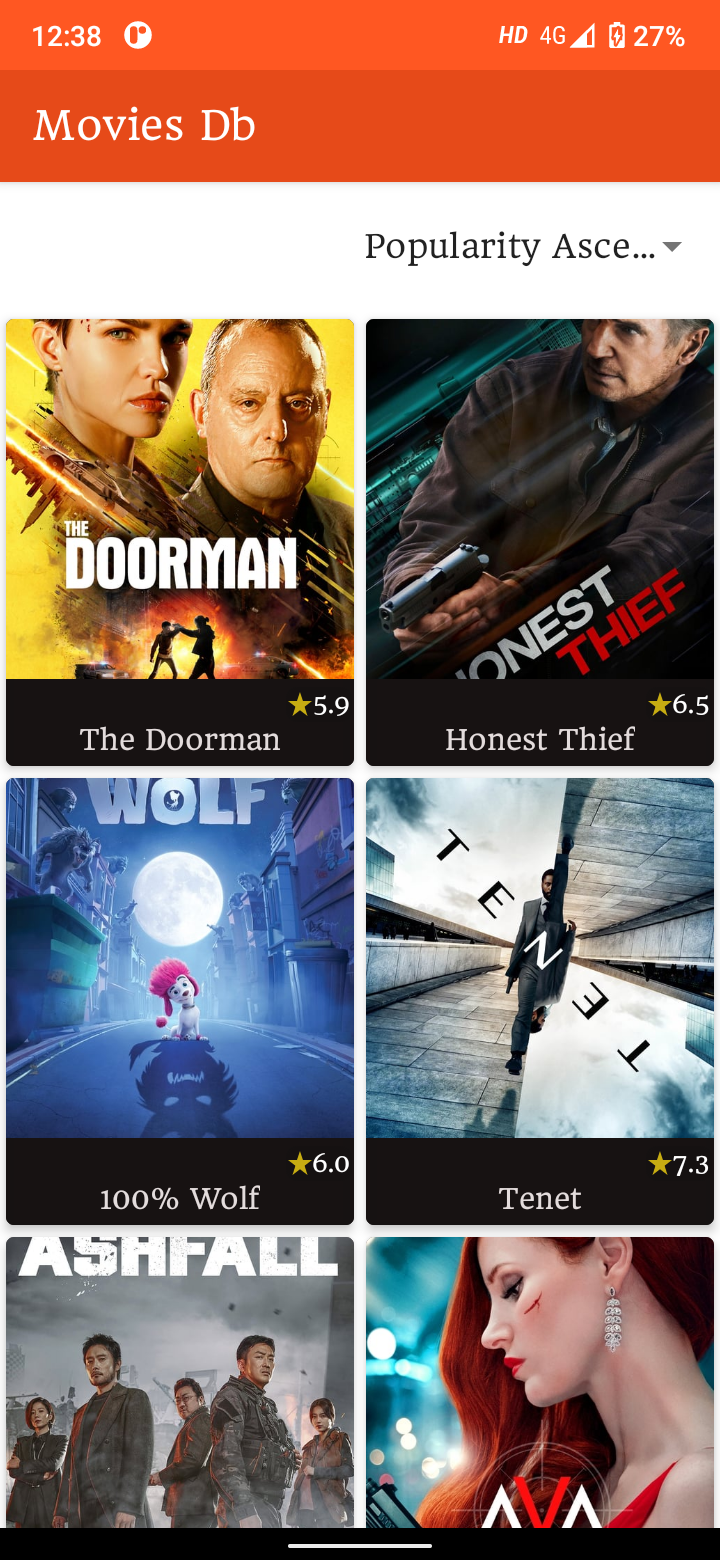 12:38 HD 4G 27%
Movies Db
Popularity Asce...
THE
DOORMAN
★5.9
The Doorman
HONEST
THIEF
★6.5
Honest Thief
WOLF
★6.0
100% Wolf
TENET
★7.3
Tenet
ASHFALL
AVA